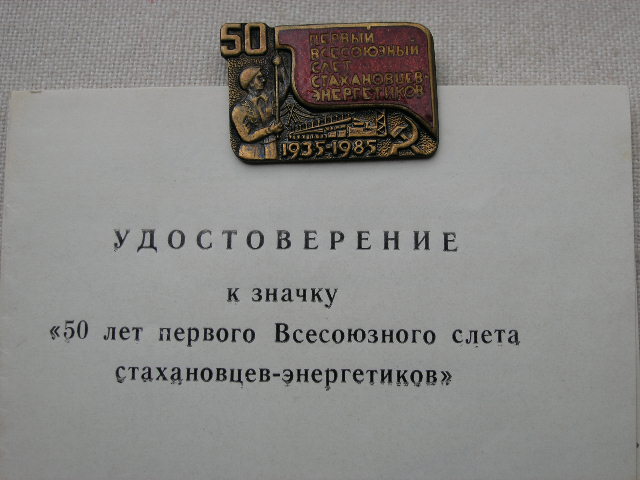 50
ПЕРВЫЙ
ВСЕСОЮЗНЫЙ
СЛЕТ
СТАХАНОВЦЕВ-
ЭНЕРГЕТИКОВ
1935-1985
УДОСТОВЕРЕНИЕ
к значку
«50 лет первого Всесоюзного слета
стахановцев-энергетиков»